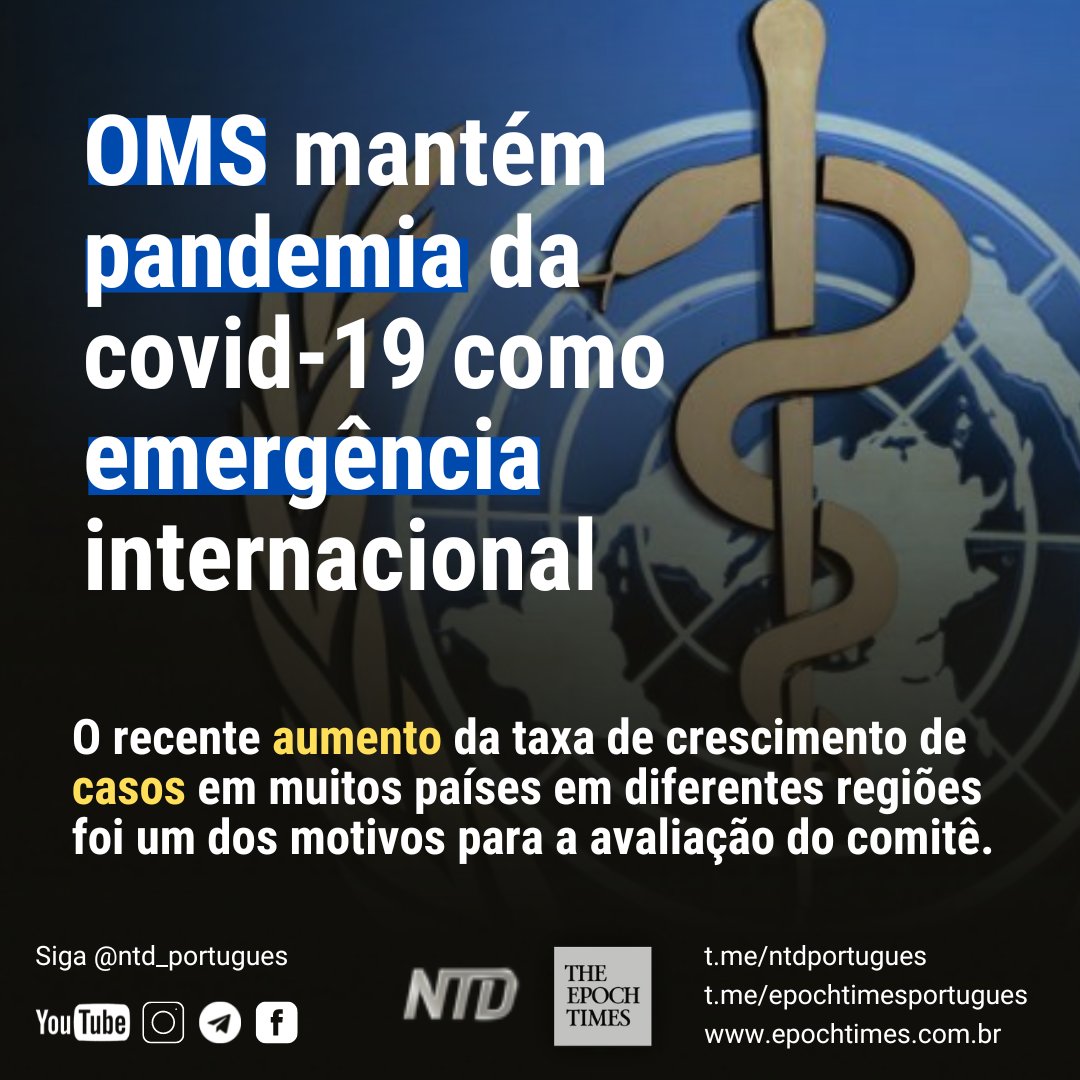 OMS mantém
pandemia da
covid-19 como
emergência
internacional
O recente aumento da taxa de crescimento de
casos em muitos países em diferentes regiões
foi um dos motivos para a avaliação do comitê.
Siga @ntd_portugues
YouTube
NTD
THE
EPOCH
TIMES
t.me/ntdportugues
t.me/epochtimesportugues
www.epochtimes.com.br